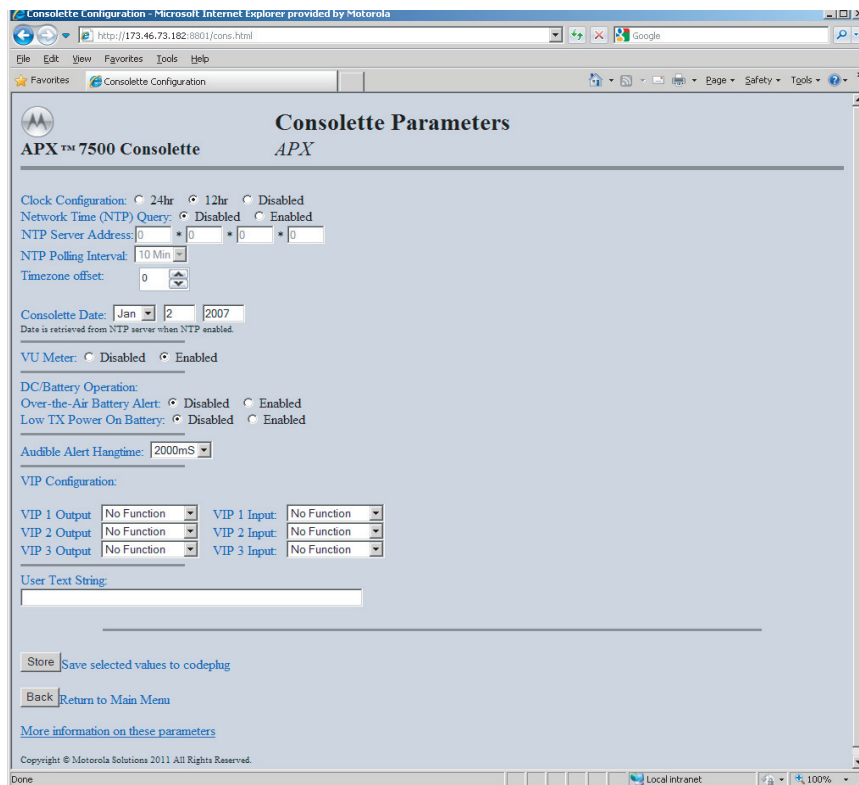 Consolette Configuration - Microsoft Internet Explorer provided by Motorola
http://173.46.73.182:8801/cons.html
Google
File Edit View Favorites Tools Help
Favorites Consolette Configuration Page Safety Tools
APX™ 7500 Consolette
Consolette Parameters
APX
Clock Configuration: 24hr 12hr Disabled
Network Time (NTP) Query: Disabled Enabled
NTP Server Address: 0 * 0 * 0 * 0
NTP Polling Interval: 10 Min
Timezone offset: 0
Consolette Date: Jan 2 2007
Date is retrieved from NTP server when NTP enabled.
VU Meter: Disabled Enabled
DC/Battery Operation:
Over-the-Air Battery Alert: Disabled Enabled
Low TX Power On Battery: Disabled Enabled
Audible Alert Hangtime: 2000mS
VIP Configuration:
VIP 1 Output No Function VIP 1 Input: No Function
VIP 2 Output No Function VIP 2 Input: No Function
VIP 3 Output No Function VIP 3 Input: No Function
User Text String:
Store Save selected values to codeplug
Back Return to Main Menu
More information on these parameters
Copyright © Motorola Solutions 2011 All Rights Reserved.
Done Local intranet 100%